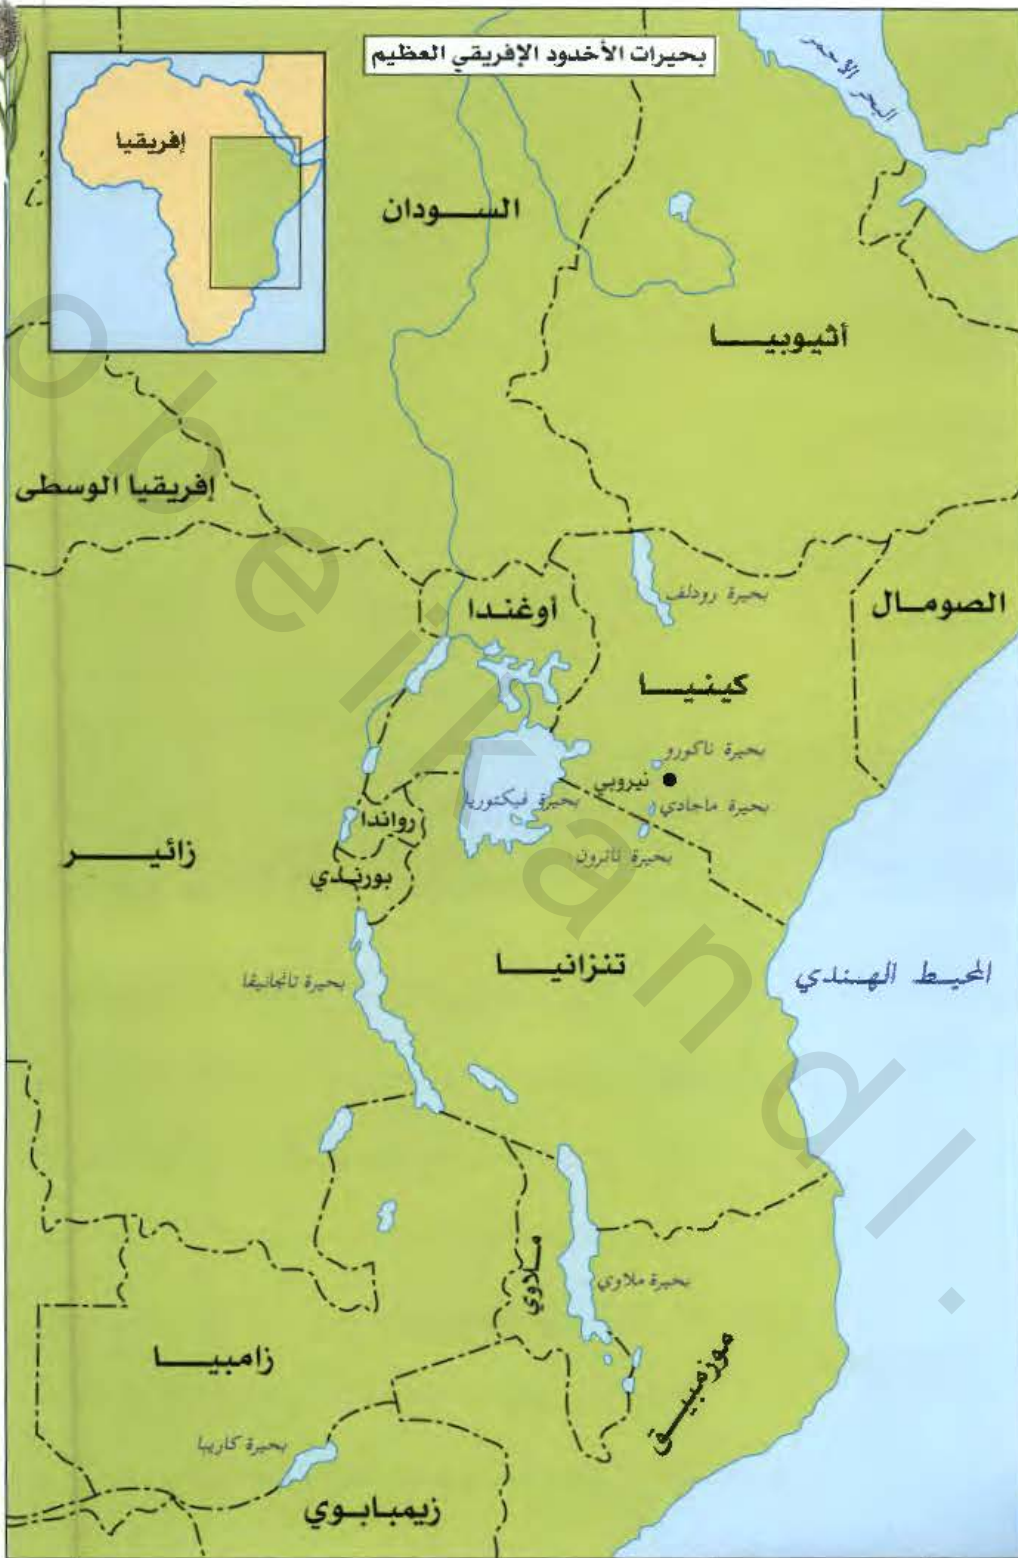 بحيرات الأخدود الإفريقي العظيم
البحر الأحمر
إفريقيا
السودان
أثيوبيا
إفريقيا الوسطى
بحيرة رودلف
الصومال
أوغندا
كينيا
بحيرة ناكورو
نيروبي
بحيرة فيكتوريا
بحيرة ماجادي
رواندا
زائير
بحيرة ناترون
بورندي
تنزانيا
المحيط الهندي
بحيرة تانجانيقا
ملاوي
بحيرة ملاوي
زامبيا
موزمبيق
بحيرة كاريبا
زيمبابوي
obeikandl.